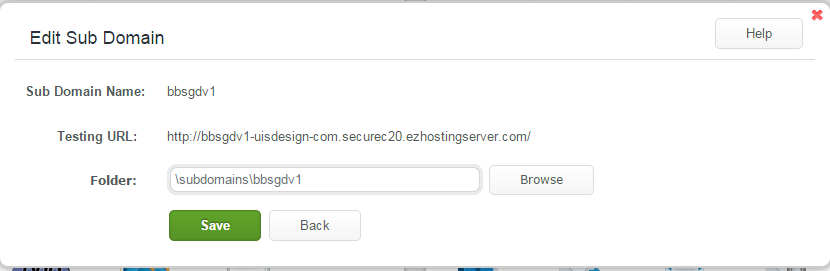 Edit Sub Domain
Help
Sub Domain Name: bbsgdv1
Testing URL: http://bbsgdv1-uisdesign-com.securec20.ezhostingserver.com/
Folder: \subdomains\bbsgdv1 Browse
Save Back